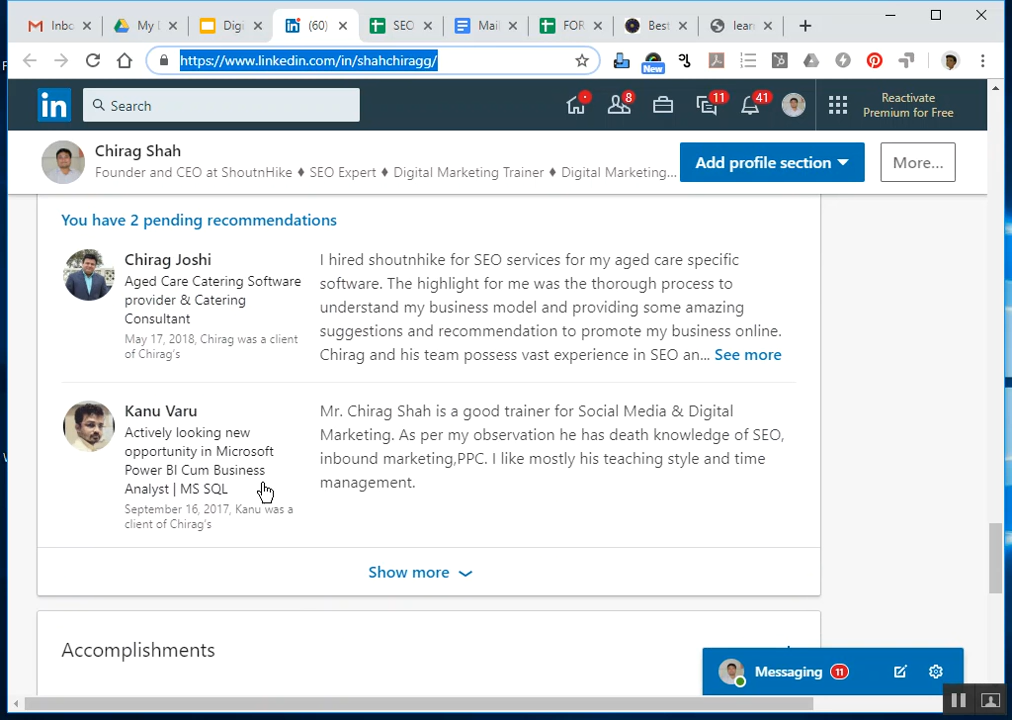 Inbc
My I
Digi
(60)
SEO
Mail
FOR
Best
learn
https://www.linkedin.com/in/shahchiragg/
New
in
Search
8
11
41
Reactivate
Premium for Free
Chirag Shah
Founder and CEO at ShoutnHike ♦ SEO Expert ♦ Digital Marketing Trainer ♦ Digital Marketing...
Add profile section
More...
You have 2 pending recommendations
Chirag Joshi
Aged Care Catering Software
provider & Catering
Consultant
May 17, 2018, Chirag was a client
of Chirag's
I hired shoutnhike for SEO services for my aged care specific
software. The highlight for me was the thorough process to
understand my business model and providing some amazing
suggestions and recommendation to promote my business online.
Chirag and his team possess vast experience in SEO an... See more
Kanu Varu
Actively looking new
opportunity in Microsoft
Power BI Cum Business
Analyst | MS SQL
September 16, 2017, Kanu was a
client of Chirag's
Mr. Chirag Shah is a good trainer for Social Media & Digital
Marketing. As per my observation he has death knowledge of SEO,
inbound marketing,PPC. I like mostly his teaching style and time
management.
Show more
Accomplishments
Messaging 11